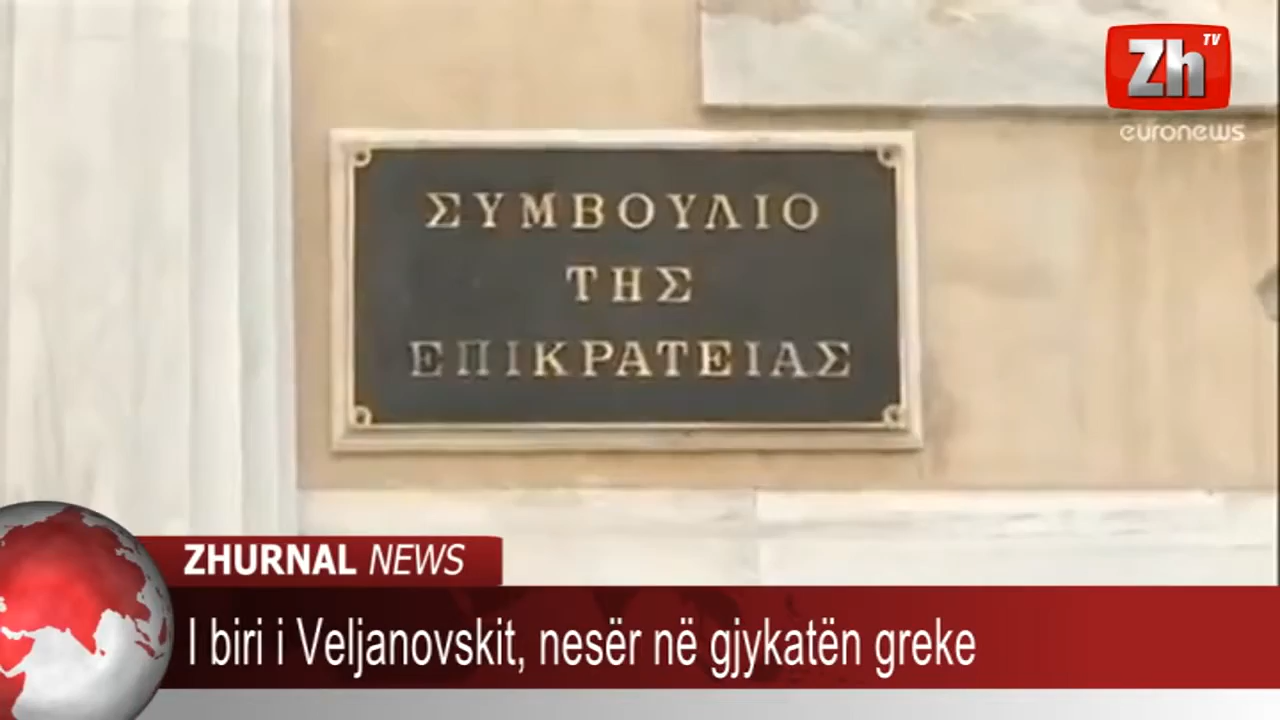 Zh TV
euronews
ΣΥΜΒΟΥΛΙΟ
ΤΗΣ
ΕΠΙΚΡΑΤΕΙΑΣ
ZHURNAL NEWS
I biri i Veljanovskit, nesër në gjykatën greke